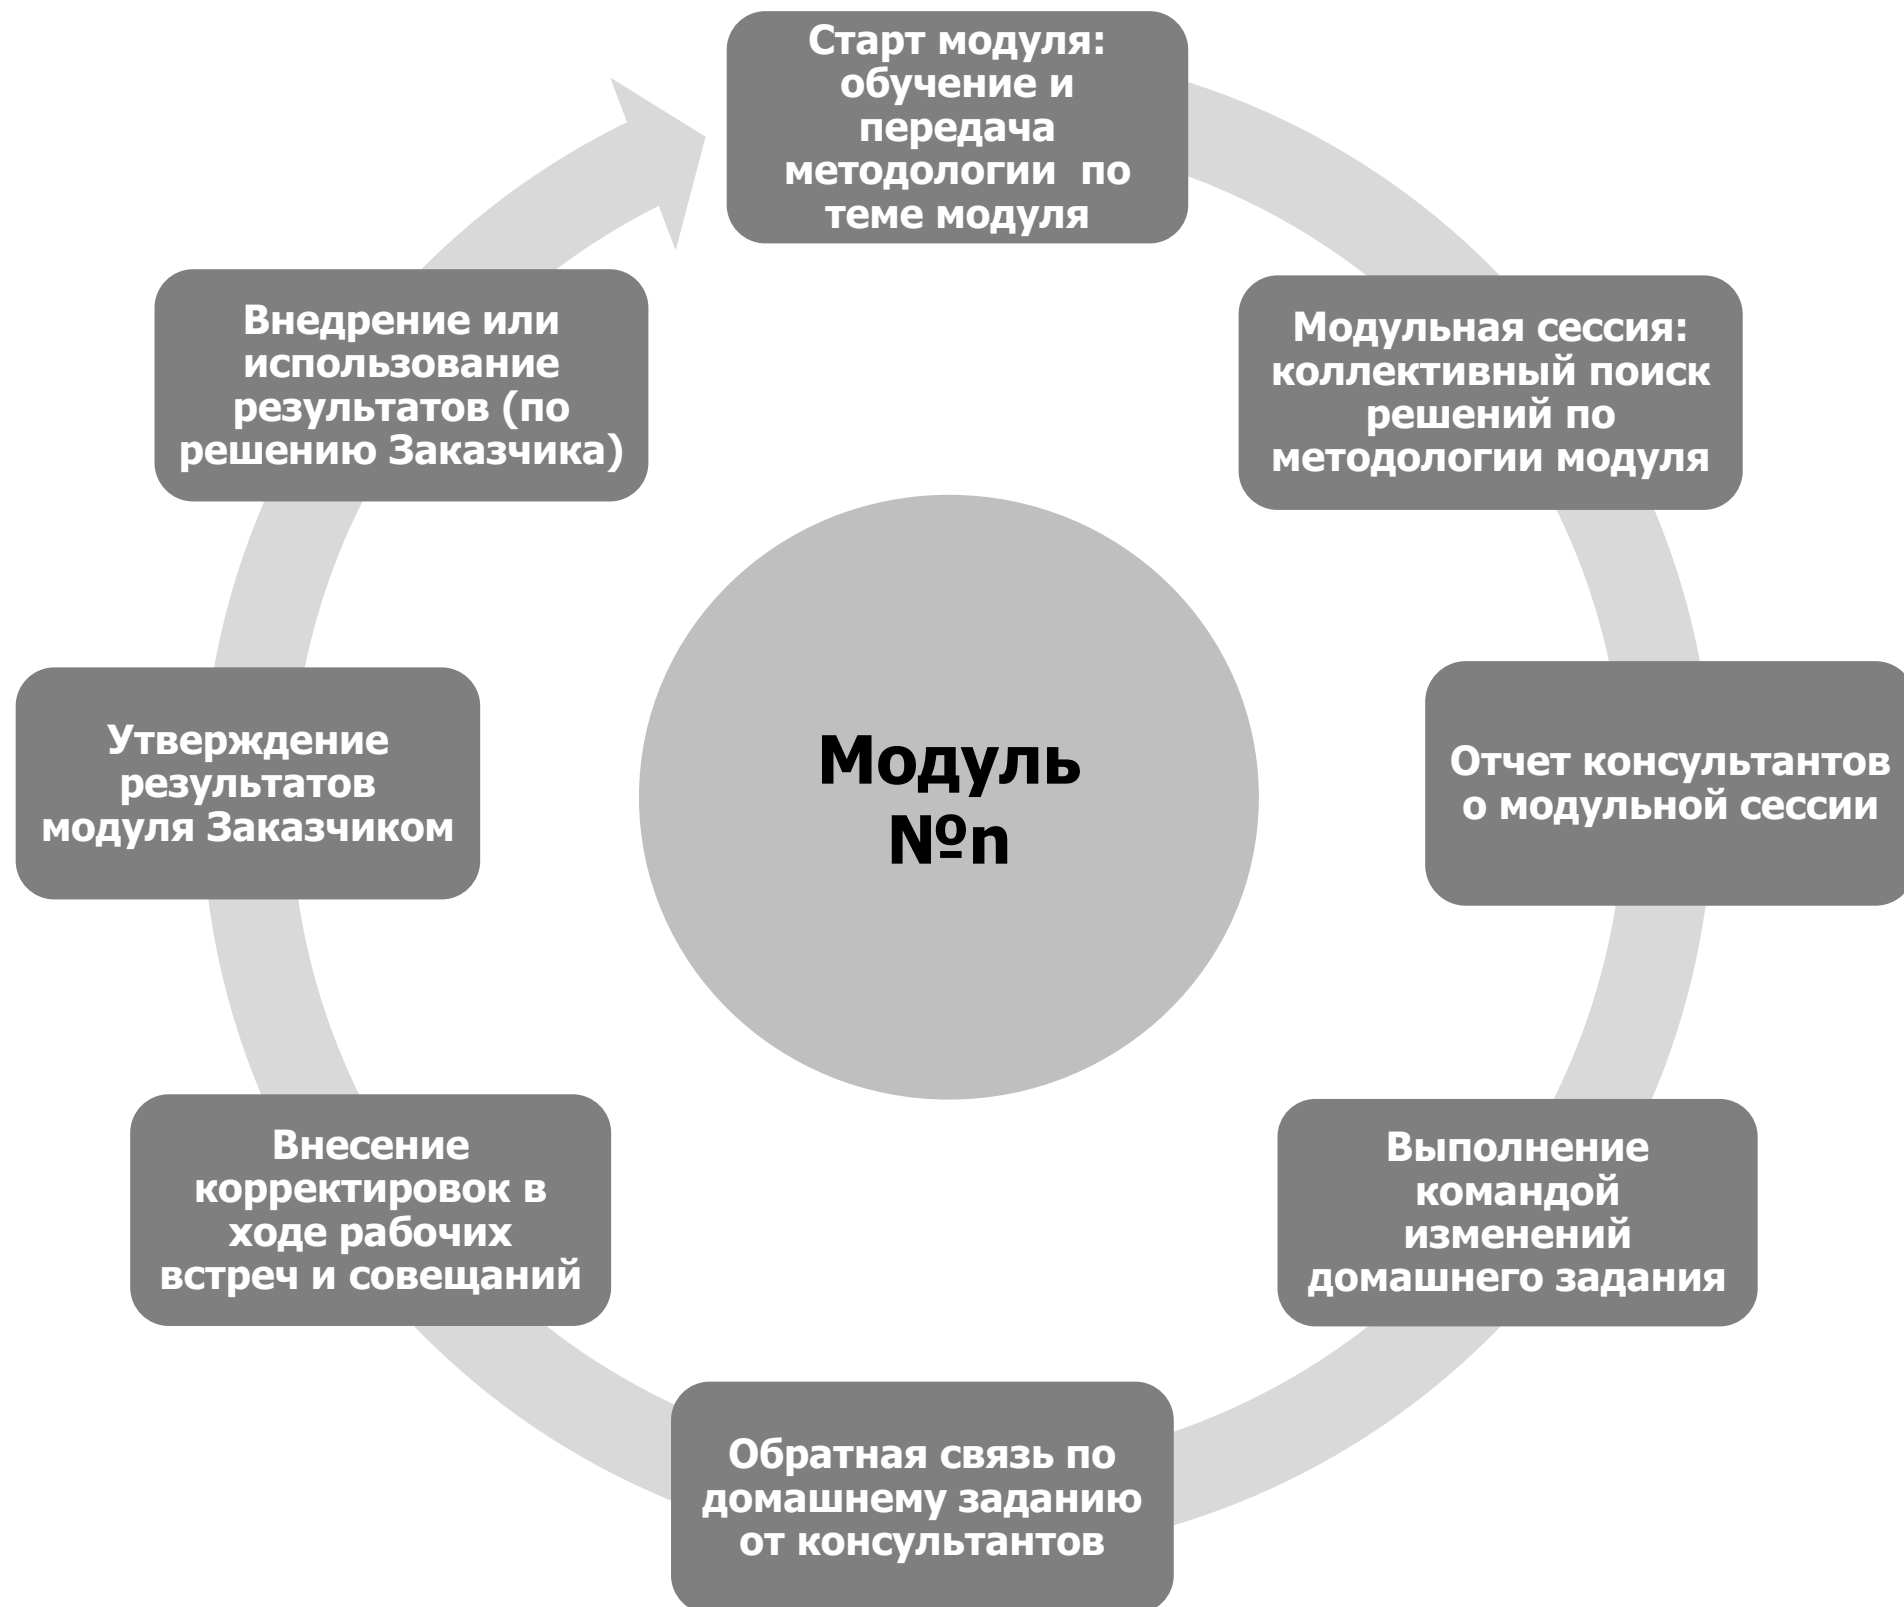 Старт модуля:
обучение и
передача
методологии  по
теме модуля
Модульная сессия:
коллективный поиск
решений по
методологии модуля
Отчет консультантов
о модульной сессии
Выполнение
командой
изменений
домашнего задания
Обратная связь по
домашнему заданию
от консультантов
Внесение
корректировок в
ходе рабочих
встреч и совещаний
Утверждение
результатов
модуля Заказчиком
Внедрение или
использование
результатов (по
решению Заказчика)
Модуль
№n